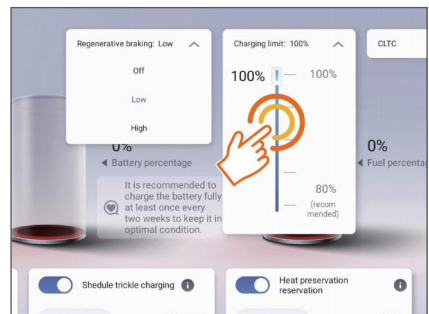 Regenerative braking: Low
Off
Low
High
Charging limit: 100%
100%
100%
80%
(recom
mended)
CLTC
0%
Battery percentage
It is recommended to
charge the battery fully
at least once every
two weeks to keep it in
optimal condition.
0%
Fuel percenta
Shedule trickle charging
Heat preservation
reservation